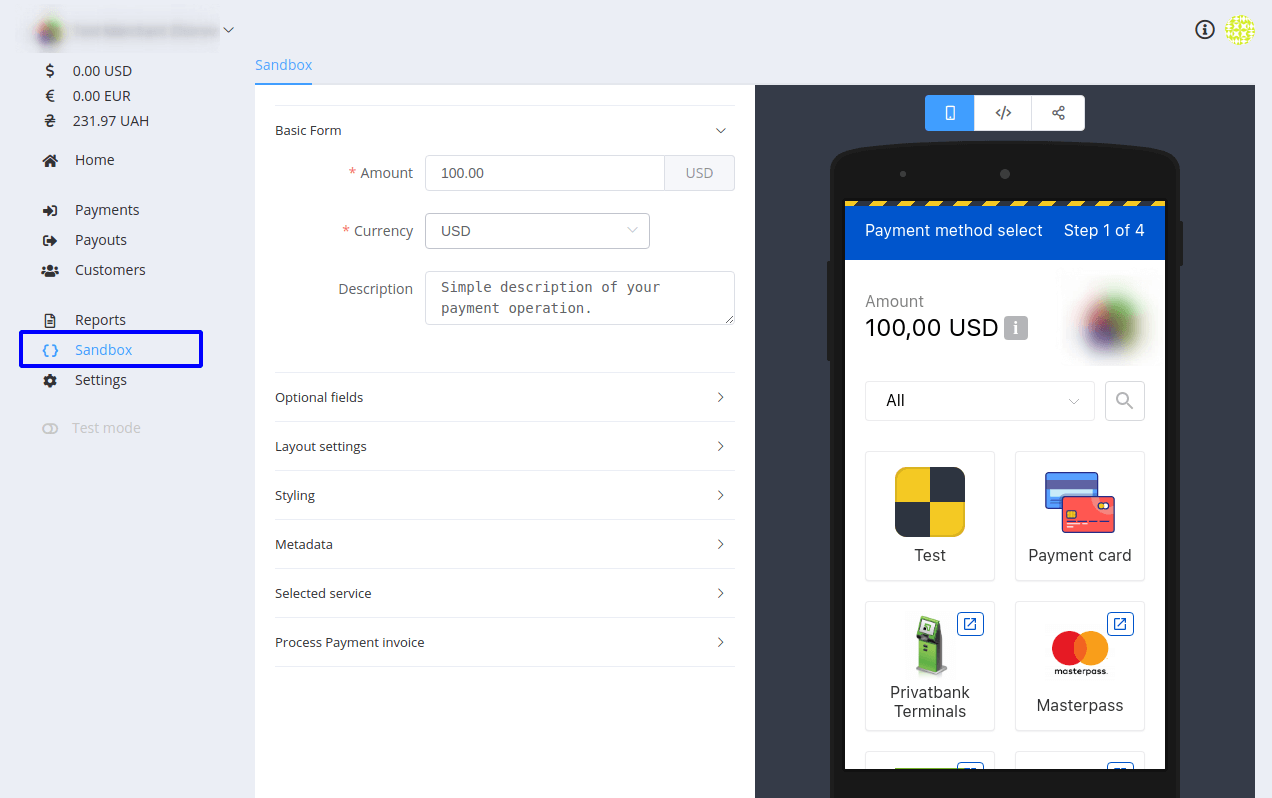 $ 0.00 USD
€ 0.00 EUR
₴ 231.97 UAH
Home
Payments
Payouts
Customers
Reports
Sandbox
Settings
Test mode
Sandbox
Basic Form
* Amount 100.00 USD
* Currency USD
Description Simple description of your
payment operation.
Optional fields
Layout settings
Styling
Metadata
Selected service
Process Payment invoice
Payment method select Step 1 of 4
Amount
100,00 USD
All
Test
Payment card
masterpass.
Privatbank
Terminals
Masterpass